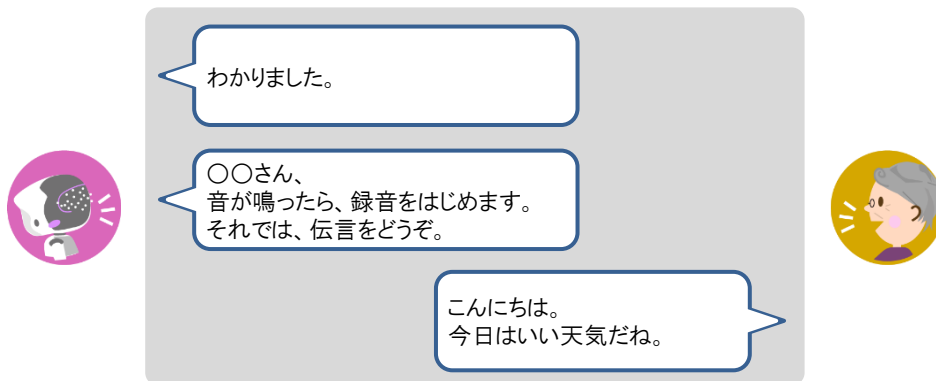 わかりました。
〇〇さん、
音が鳴ったら、録音をはじめます。
それでは、伝言をどうぞ。
こんにちは。
今日はいい天気だね。